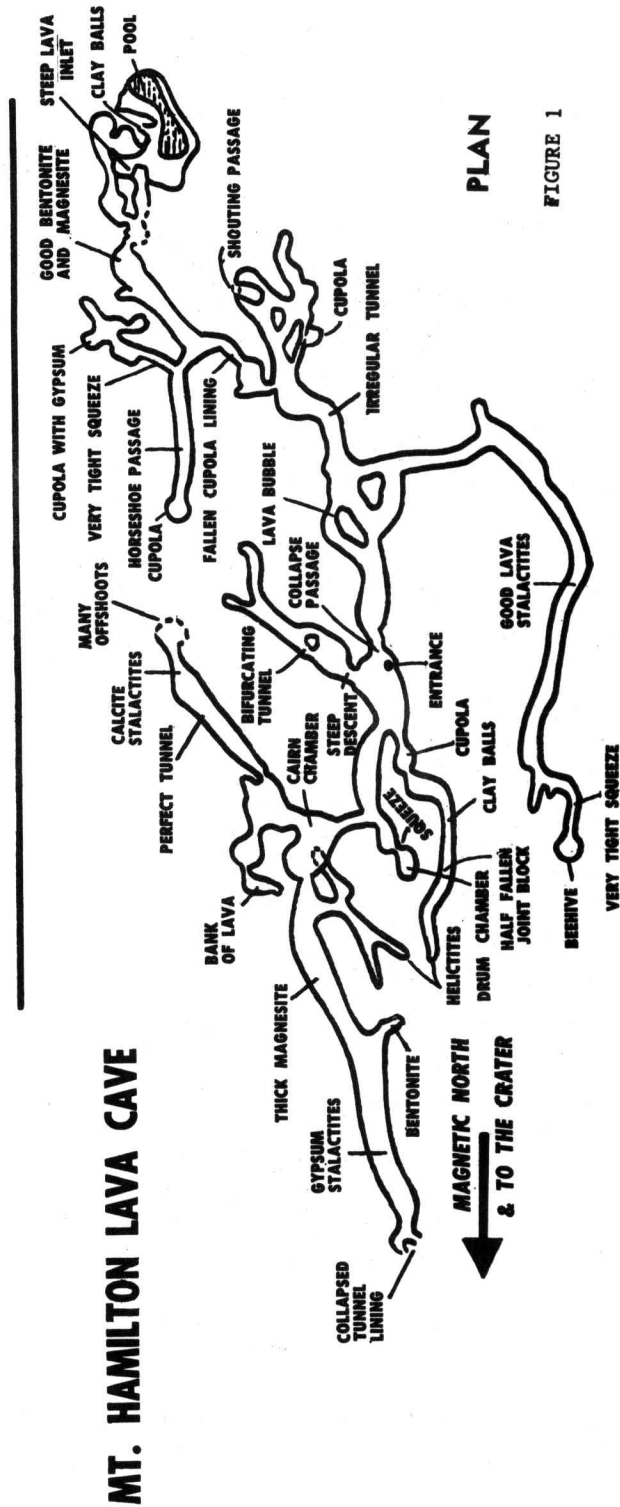 MT. HAMILTON LAVA CAVE
STEEP LAVA
INLET
CLAY BALLS
POOL
GOOD BENTONITE
AND MAGNESITE
CUPOLA WITH GYPSUM
VERY TIGHT SQUEEZE
HORSESHOE PASSAGE
CUPOLA
FALLEN CUPOLA LINING
SHOUTING PASSAGE
CUPOLA
IRREGULAR TUNNEL
LAVA BUBBLE
COLLAPSE
PASSAGE
MANY
OFFSHOOTS
CALCITE
STALACTITES
PERFECT TUNNEL
BIFURCATING
TUNNEL
STEEP
DESCENT
CAIRN
CHAMBER
BANK
OF LAVA
ENTRANCE
CUPOLA
CLAY BALLS
SQUEEZE
HELICTITES
DRUM CHAMBER
HALF FALLEN
JOINT BLOCK
GOOD LAVA
STALACTITES
BEEHIVE
VERY TIGHT SQUEEZE
THICK MAGNESITE
GYPSUM
STALACTITES
BENTONITE
COLLAPSED
TUNNEL
LINING
MAGNETIC NORTH
& TO THE CRATER
PLAN
FIGURE 1